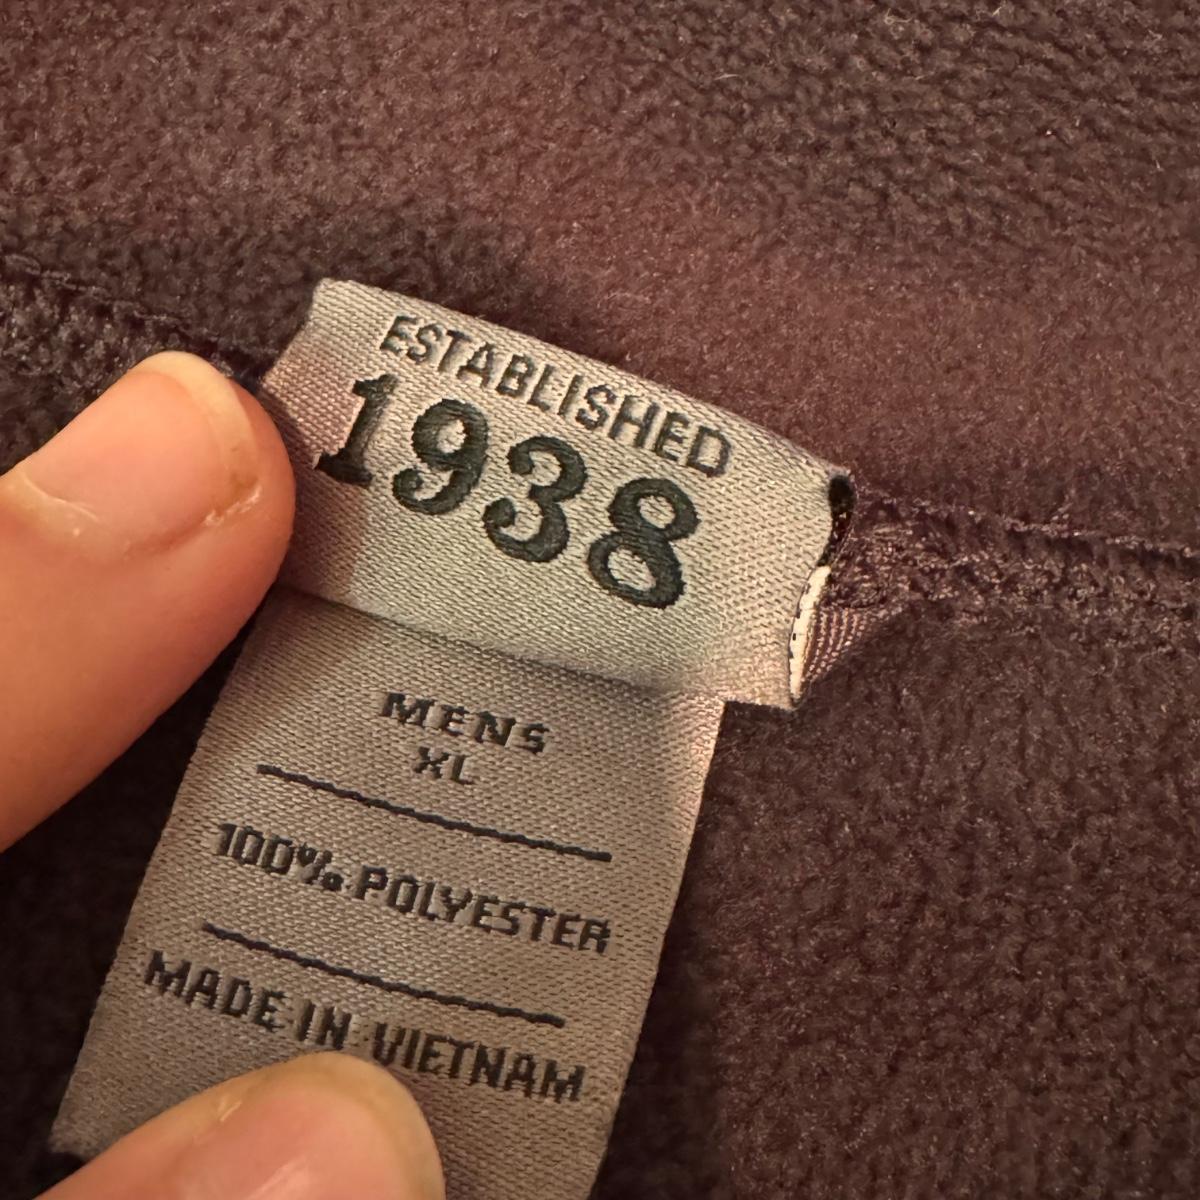 ESTABLISHED
1938
MENS
XL
100% POLYESTER
MADE IN VIETNAM